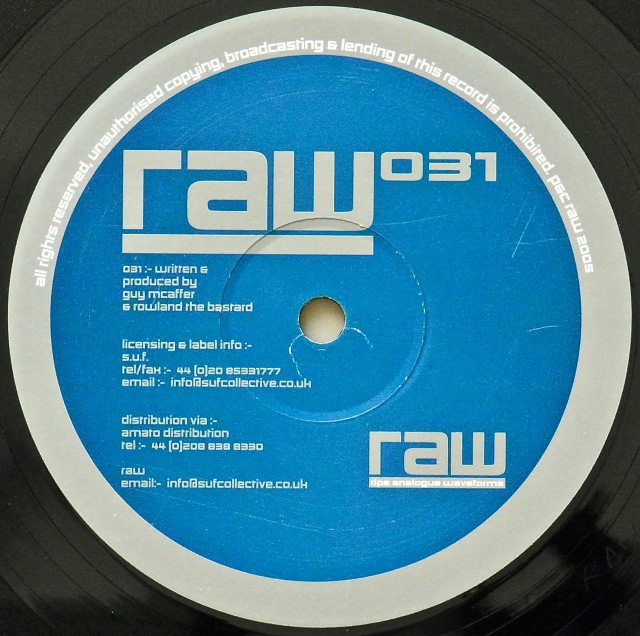 all rights reserved, unauthorised copying, broadcasting & lending of this record is prohibited. psc raw 2005
raw031
031 :- written &
produced by
guy mcaffer
& rowland the bastard
licensing & label info :-
s.u.f.
tel/fax :- 44 (0)20 85331777
email :- info@sufcollective.co.uk
distribution via :-
amato distribution
tel :- 44 (0)208 838 8330
raw
email:- info@sufcollective.co.uk
raw
ripe analogue waveforms